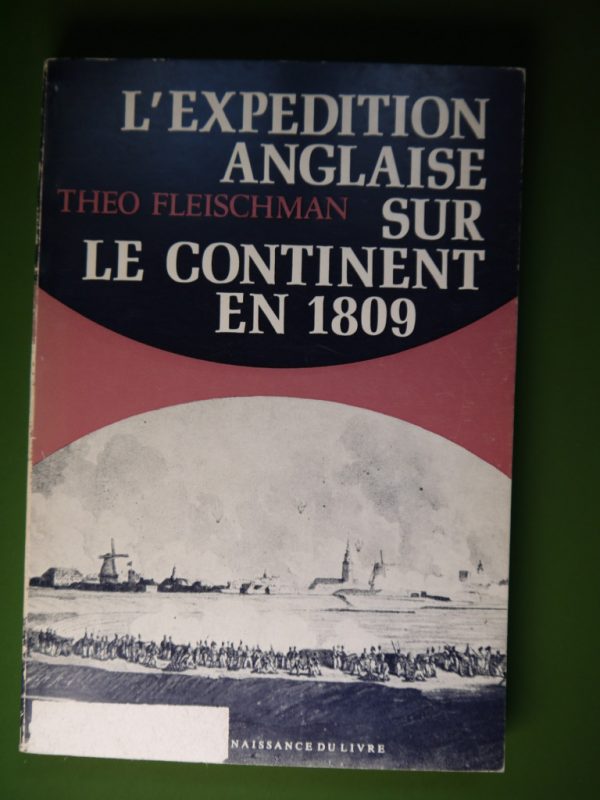 L'EXPEDITION
ANGLAISE
THEO FLEISCHMAN
SUR
LE CONTINENT
EN 1809
NAISSANCE DU LIVRE